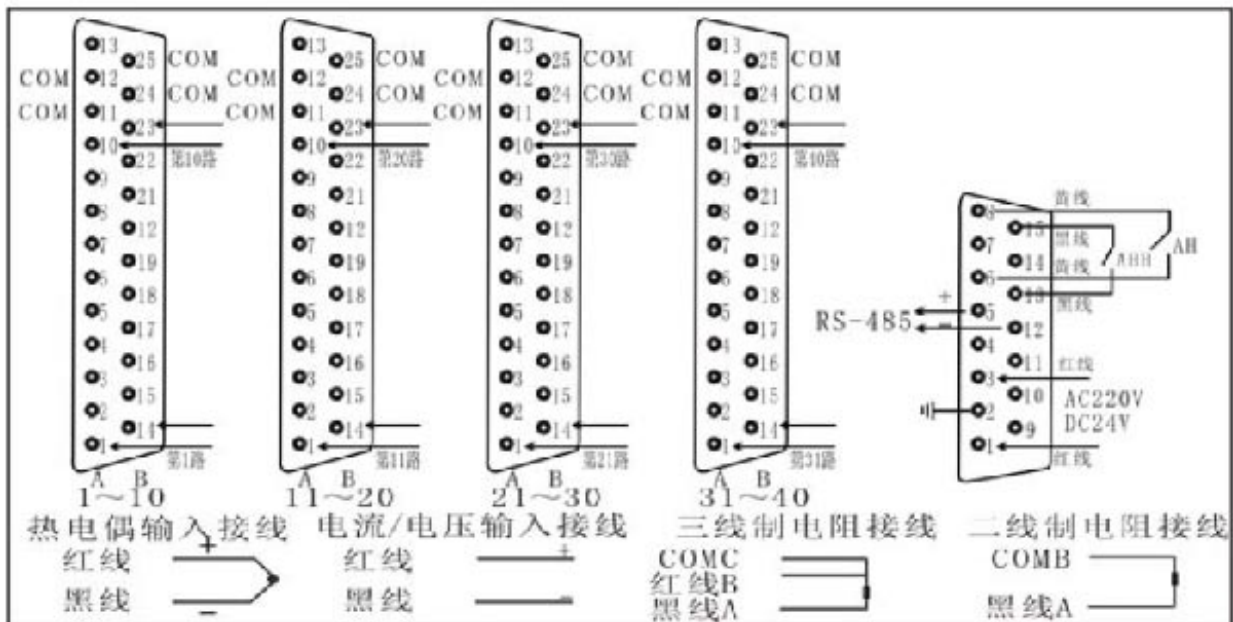 13
25 COM
COM 12
24 COM
COM 11
23
10
第10路
22
9
21
8
12
7
19
6
18
5
17
4
16
3
15
2
14
1
第1路
A B
1～10
13
25 COM
COM 12
24 COM
COM 11
23
10
第20路
22
9
21
8
12
7
19
6
18
5
17
4
16
3
15
2
14
1
第11路
A B
11～20
13
25 COM
COM 12
24 COM
COM 11
23
10
第30路
22
9
21
8
12
7
19
6
18
5
17
4
16
3
15
2
14
1
第21路
A B
21～30
13
25 COM
COM 12
24 COM
COM 11
23
10
第40路
22
9
21
8
12
7
19
6
18
5
17
4
16
3
15
2
14
1
第31路
A B
31～40
8
黄线
15
黑线
7
14
AHH
AH
6
黄线
13
黑线
+
5
RS-485
−
12
4
11
红线
3
AC220V
10
DC24V
2
9
1
红线
热电偶输入接线
+
红线
黑线
−
电流/电压输入接线
红线 +
黑线 −
三线制电阻接线
COMC
红线B
黑线A
二线制电阻接线
COMB
黑线A